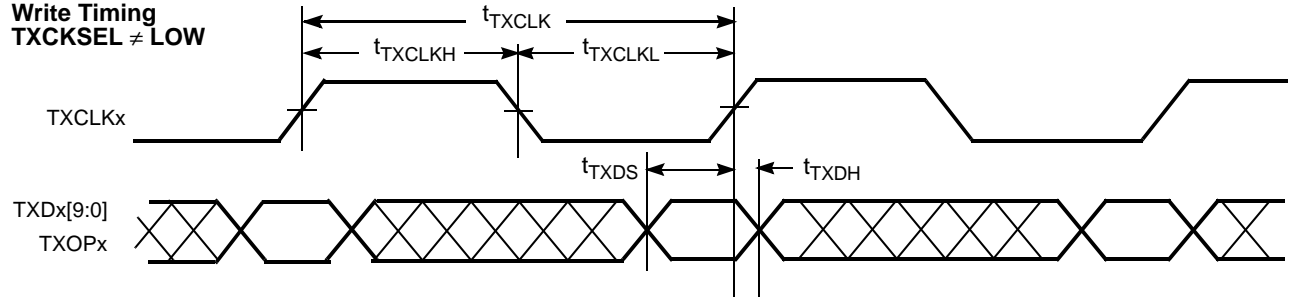 Write Timing
TXCKSEL ≠ LOW
tTXCLK
tTXCLKH
tTXCLKL
TXCLKx
tTXDS
tTXDH
TXDx[9:0]
TXOPx